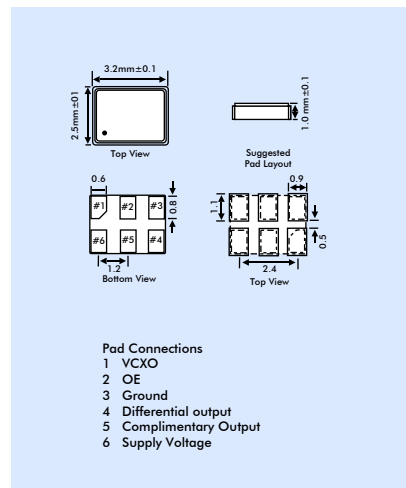 3.2mm±0.1
2.5mm±01
1.0 mm±0.1
Top View
Suggested
Pad Layout
0.6
0.9
#1
#2
#3
0.8
1.1
#6
#5
#4
0.5
1.2
2.4
Bottom View
Top View
Pad Connections
1 VCXO
2 OE
3 Ground
4 Differential output
5 Complimentary Output
6 Supply Voltage